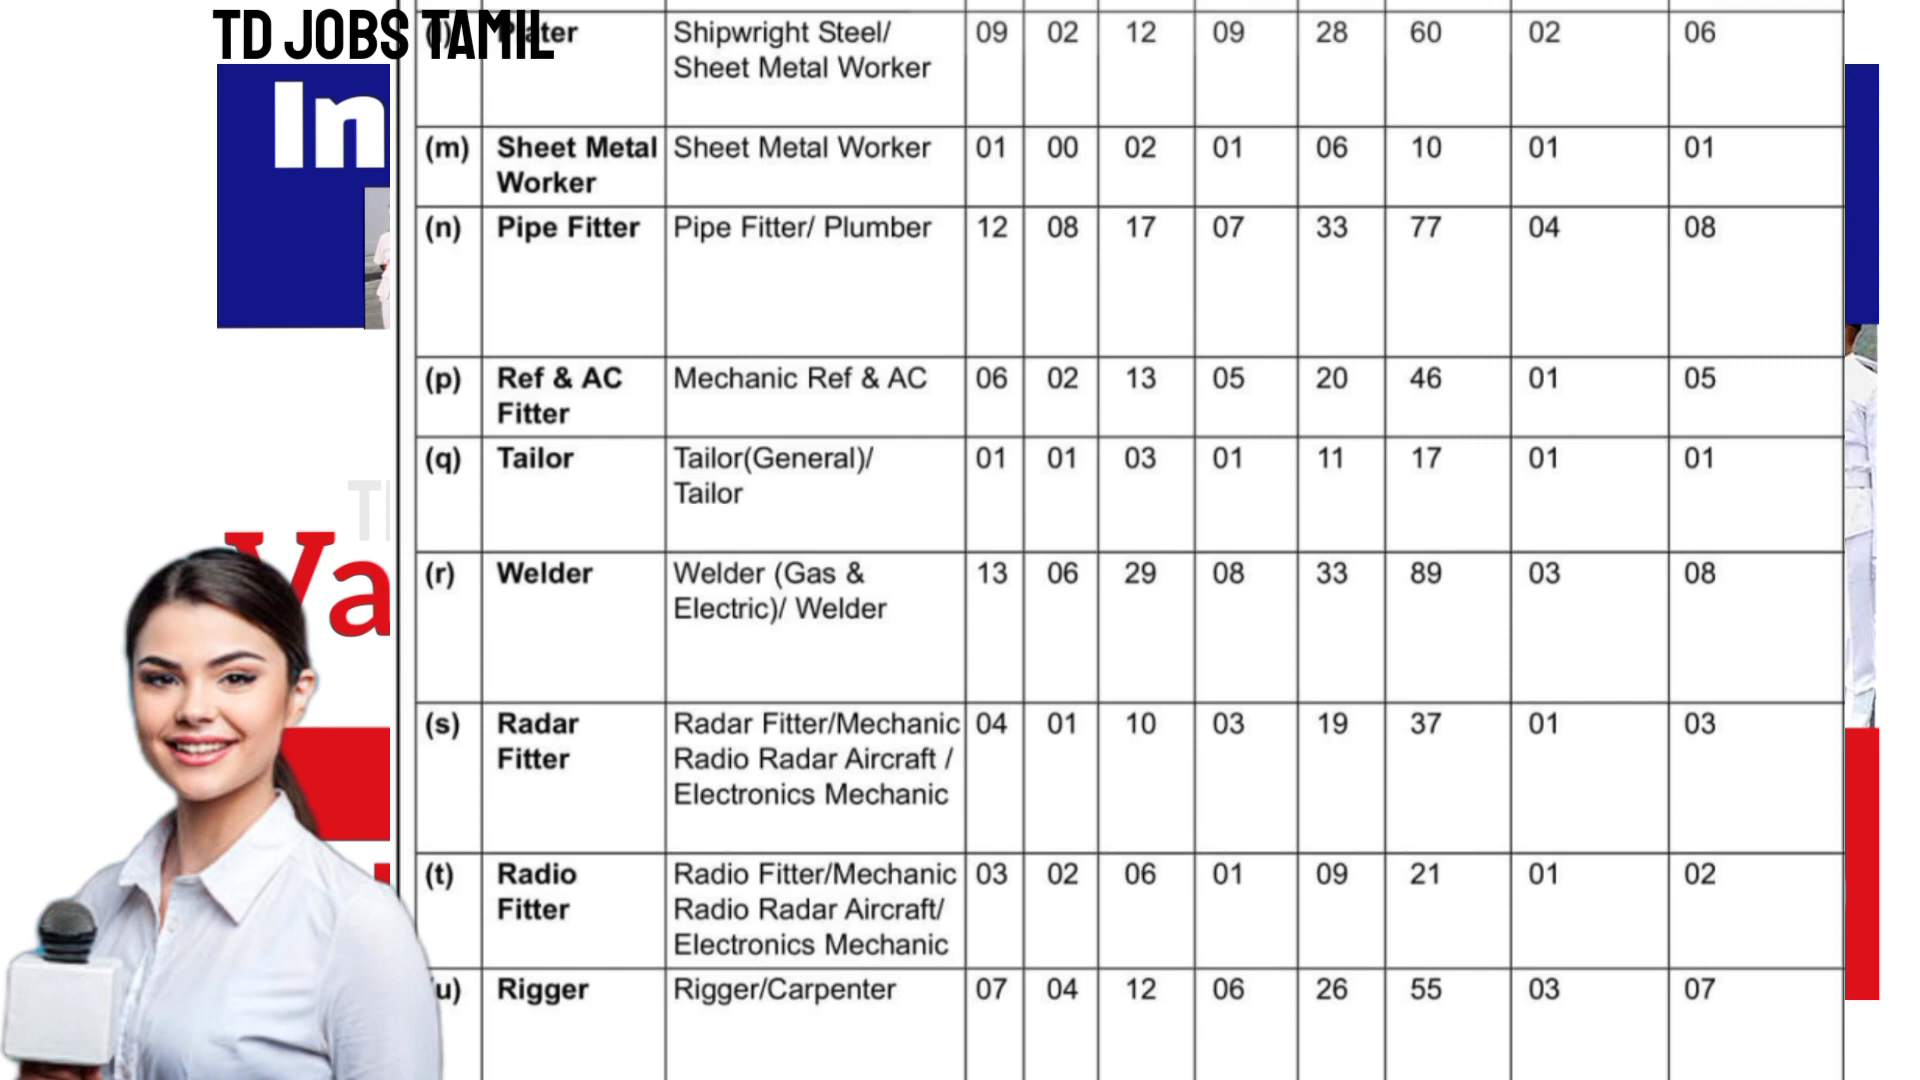 TD JOBS TAMIL
In
Va
Plater Shipwright Steel/ 09 02 12 09 28 60 02 06
Sheet Metal Worker
(m) Sheet Metal Sheet Metal Worker 01 00 02 01 06 10 01 01
Worker
(n) Pipe Fitter Pipe Fitter/ Plumber 12 08 17 07 33 77 04 08
(p) Ref & AC Mechanic Ref & AC 06 02 13 05 20 46 01 05
Fitter
(q) Tailor Tailor(General)/ 01 01 03 01 11 17 01 01
Tailor
(r) Welder Welder (Gas & 13 06 29 08 33 89 03 08
Electric)/ Welder
(s) Radar Radar Fitter/Mechanic 04 01 10 03 19 37 01 03
Fitter Radio Radar Aircraft /
Electronics Mechanic
(t) Radio Radio Fitter/Mechanic 03 02 06 01 09 21 01 02
Fitter Radio Radar Aircraft/
Electronics Mechanic
u) Rigger Rigger/Carpenter 07 04 12 06 26 55 03 07